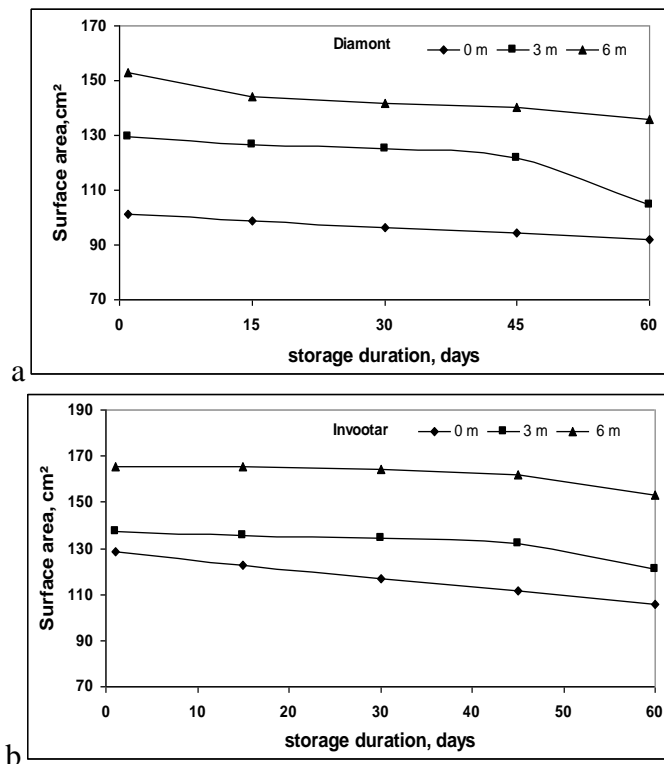 170
Diamont 0 m 3 m 6 m
150
130
110
90
70
Surface area,cm²
0 15 30 45 60
storage duration, days
a
190
Invootar 0 m 3 m 6 m
170
150
130
110
90
70
Surface area, cm²
0 10 20 30 40 50 60
storage duration, days
b